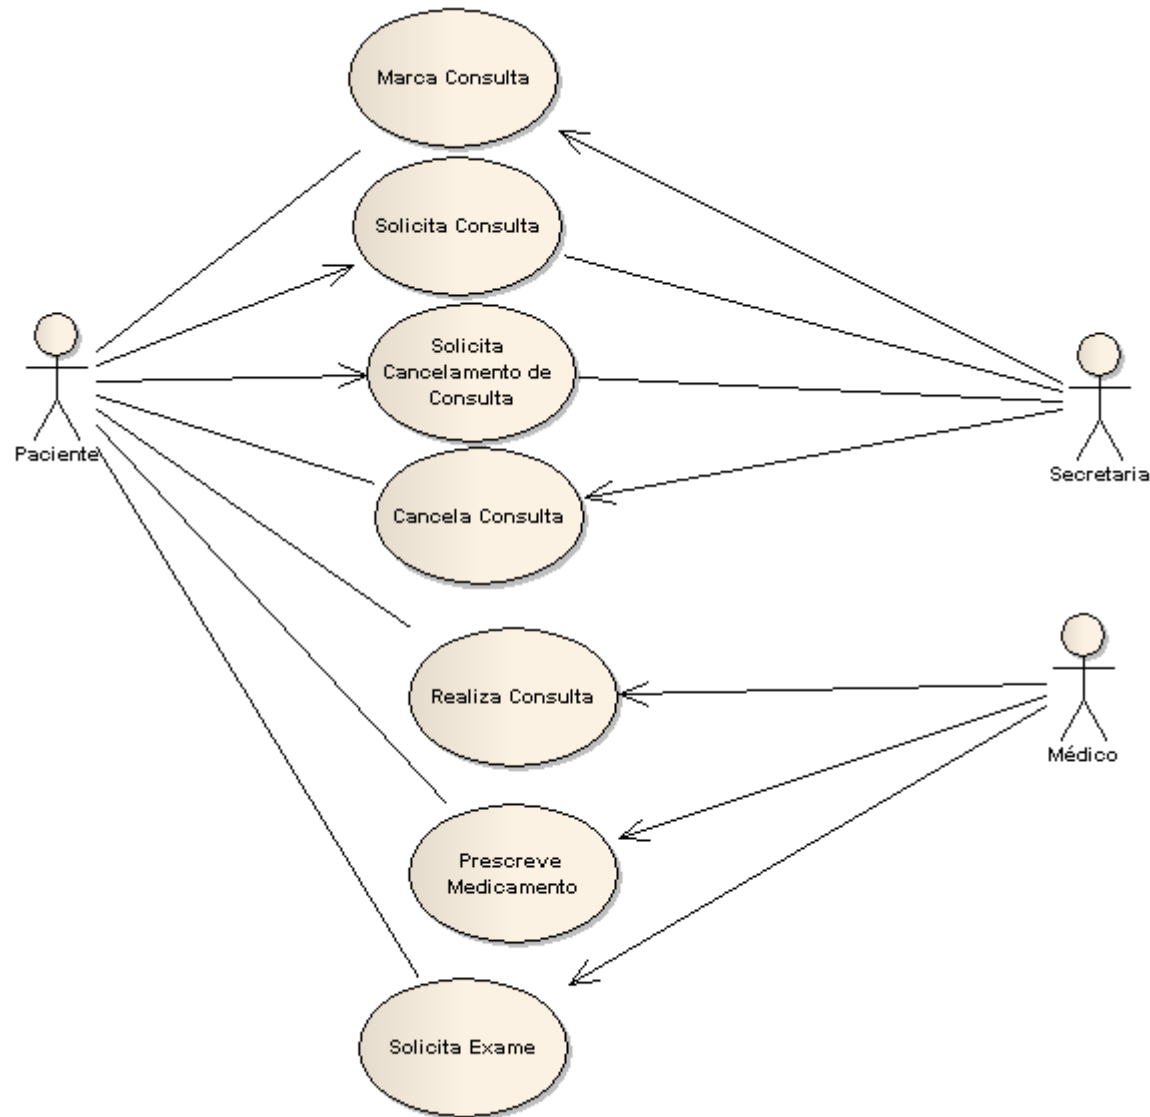 Marca Consulta
Solicita Consulta
Solicita
Cancelamento de
Consulta
Paciente
Secretaria
Cancela Consulta
Realiza Consulta
Médico
Prescreve
Medicamento
Solicita Exame